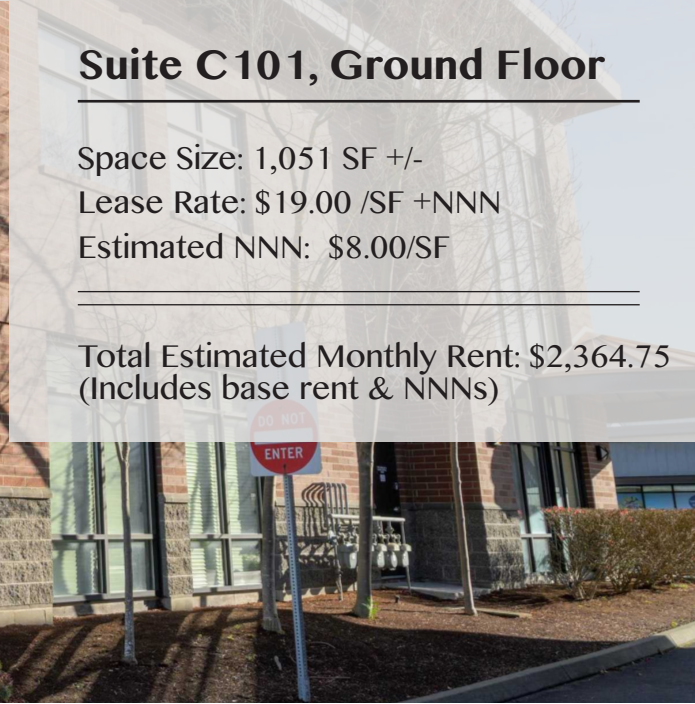 Suite C101, Ground Floor
Space Size: 1,051 SF +/-
Lease Rate: $19.00 /SF +NNN
Estimated NNN: $8.00/SF
Total Estimated Monthly Rent: $2,364.75
(Includes base rent & NNNs)
DO NOT
ENTER